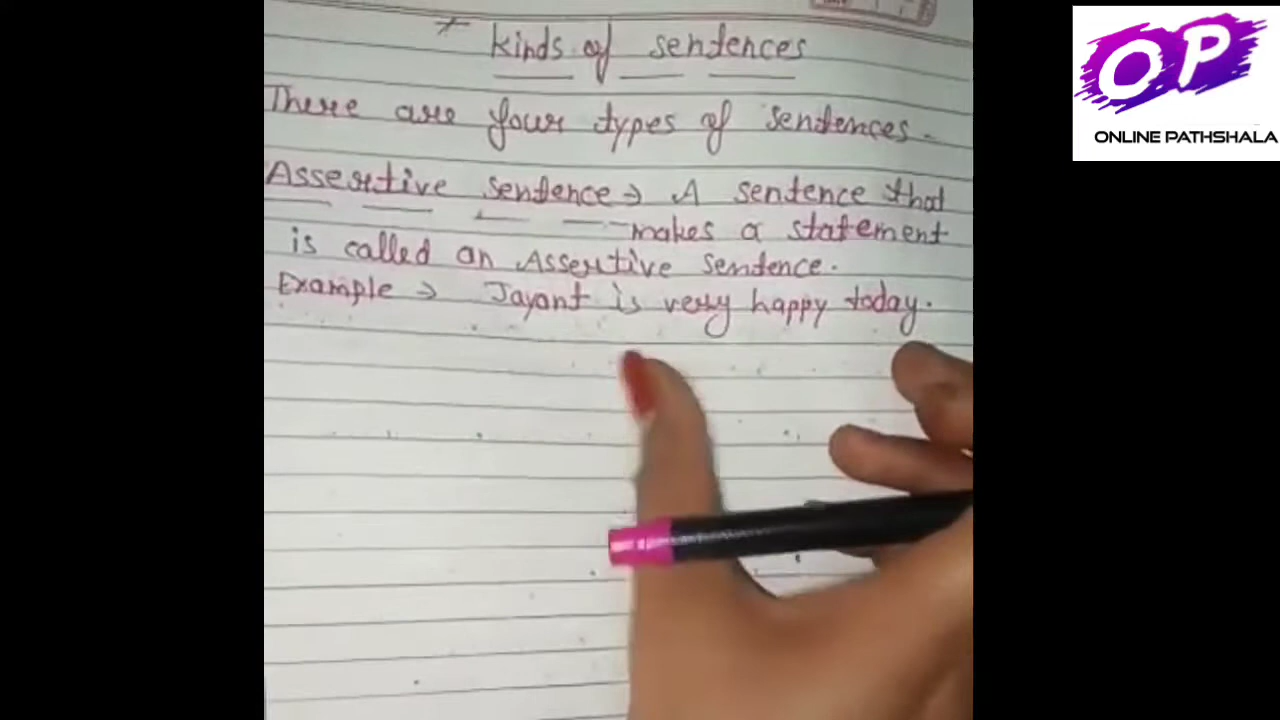 Kinds of sentences
There are four types of sentences.
Assertive sentence → A sentence that
makes a statement
is called an Assertive sentence.
Example → Jayant is very happy today.
OP
ONLINE PATHSHALA